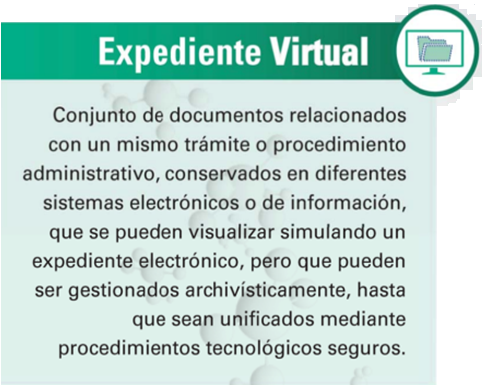 Expediente Virtual
Conjunto de documentos relacionados
con un mismo trámite o procedimiento
administrativo, conservados en diferentes
sistemas electrónicos o de información,
que se pueden visualizar simulando un
expediente electrónico, pero que pueden
ser gestionados archivísticamente, hasta
que sean unificados mediante
procedimientos tecnológicos seguros.